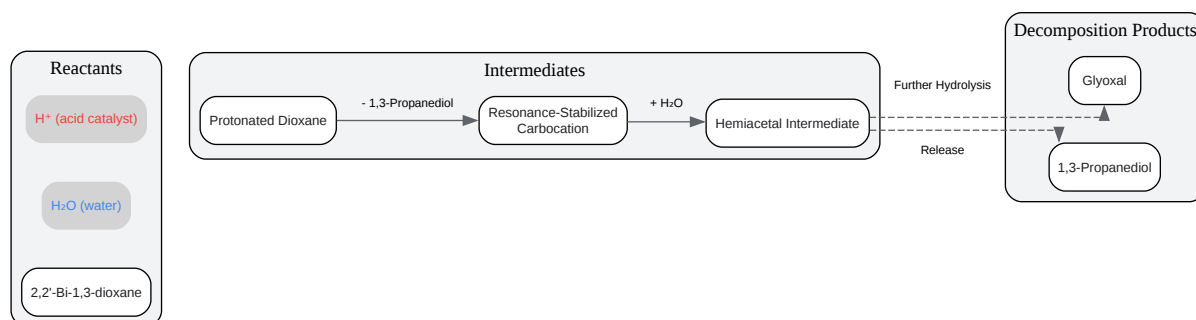 Reactants
H⁺ (acid catalyst)
H₂O (water)
2,2'-Bi-1,3-dioxane
Intermediates
Protonated Dioxane
- 1,3-Propanediol
Resonance-Stabilized
Carbocation
+ H₂O
Hemiacetal Intermediate
Further Hydrolysis
Release
Decomposition Products
Glyoxal
1,3-Propanediol